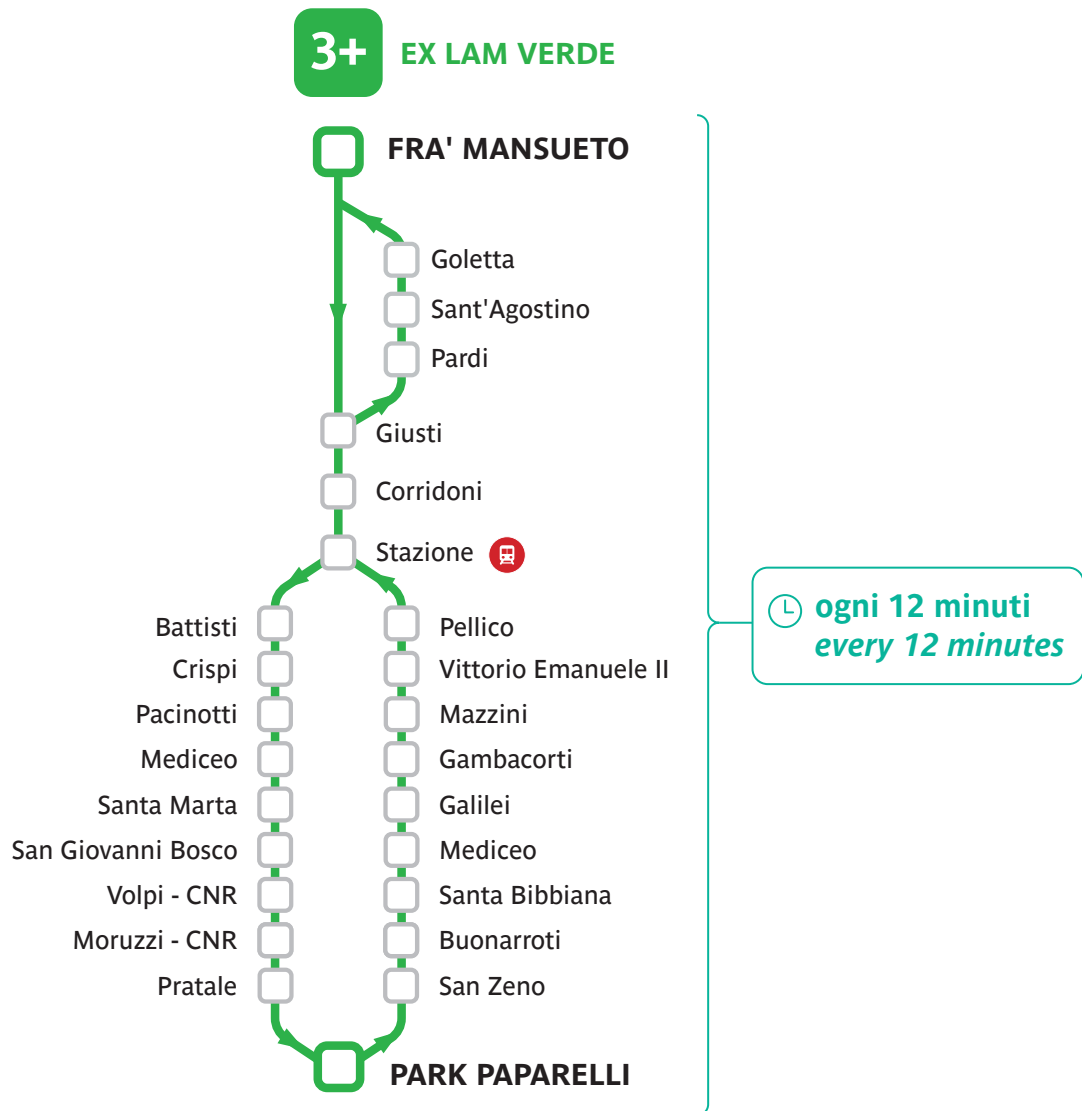 3+ EX LAM VERDE
FRA' MANSUETO
Goletta
Sant'Agostino
Pardi
Giusti
Corridoni
Stazione
Battisti
Crispi
Pacinotti
Mediceo
Santa Marta
San Giovanni Bosco
Volpi - CNR
Moruzzi - CNR
Pratale
Pellico
Vittorio Emanuele II
Mazzini
Gambacorti
Galilei
Mediceo
Santa Bibbiana
Buonarroti
San Zeno
PARK PAPARELLI
ogni 12 minuti
every 12 minutes